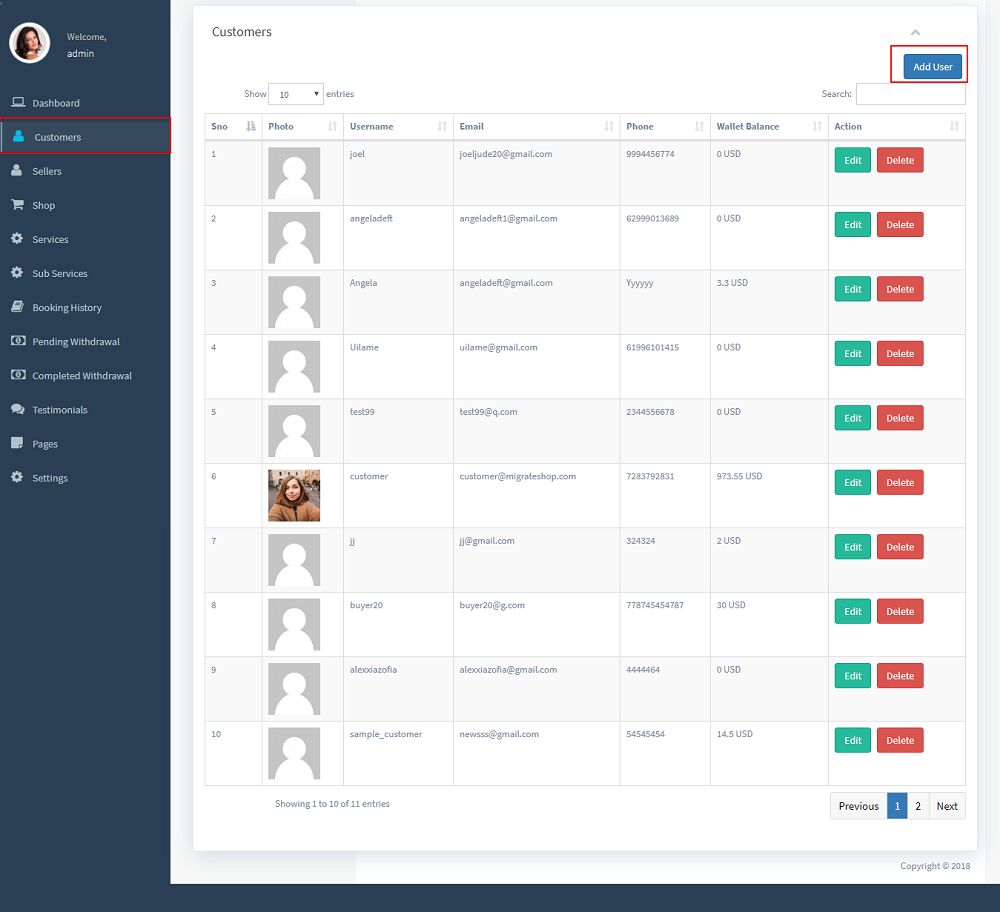 Welcome,
admin
Dashboard
Customers
Sellers
Shop
Services
Sub Services
Booking History
Pending Withdrawal
Completed Withdrawal
Testimonials
Pages
Settings
Customers
Add User
Show 10 entries Search:
Sno Photo Username Email Phone Wallet Balance Action
1 joel joeljude20@gmail.com 9994456774 0 USD Edit Delete
2 angeladeft angeladeft1@gmail.com 62999013689 0 USD Edit Delete
3 Angela angeladeft@gmail.com Yyyyyy 3.3 USD Edit Delete
4 Uilame uilame@gmail.com 61996101415 0 USD Edit Delete
5 test99 test99@q.com 2344556678 0 USD Edit Delete
6 customer customer@migrateshop.com 7283792831 973.55 USD Edit Delete
7 jj jj@gmail.com 324324 2 USD Edit Delete
8 buyer20 buyer20@g.com 778745454787 30 USD Edit Delete
9 alexxiazofia alexxiazofia@gmail.com 4444464 0 USD Edit Delete
10 sample_customer newsss@gmail.com 54545454 14.5 USD Edit Delete
Showing 1 to 10 of 11 entries Previous 1 2 Next
Copyright © 2018